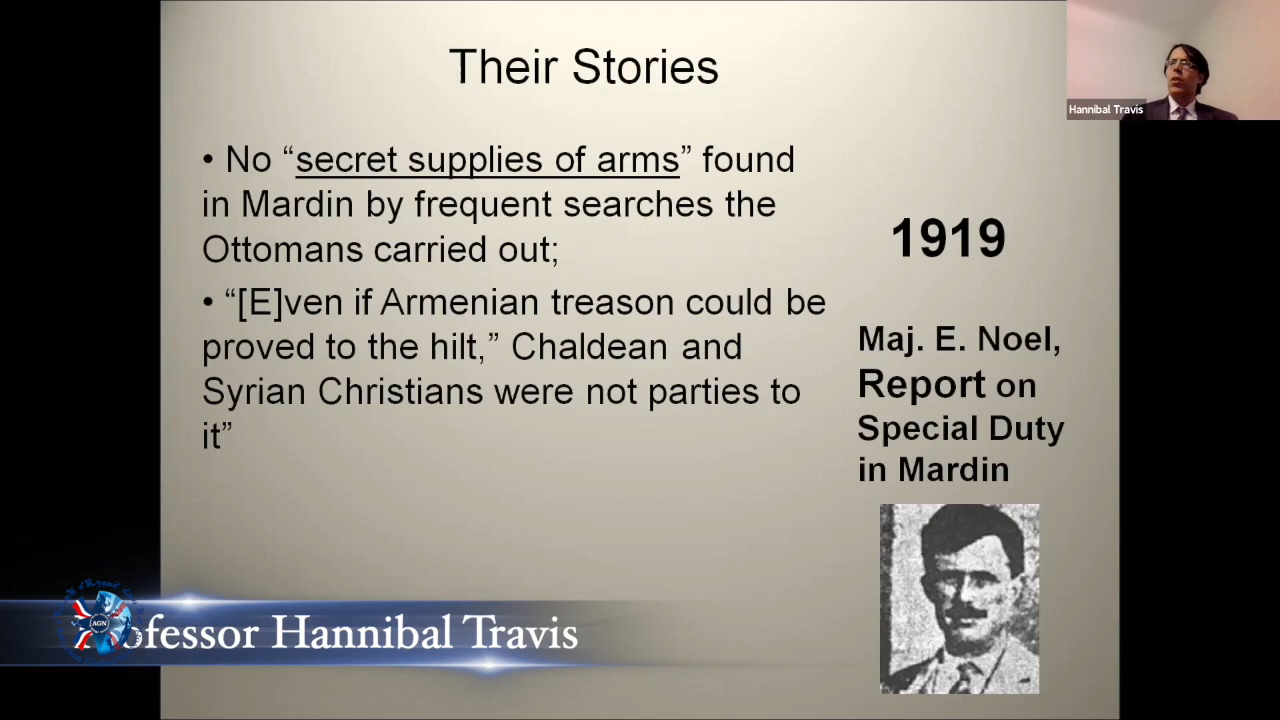 Their Stories
Hannibal Travis
• No “secret supplies of arms” found
in Mardin by frequent searches the
Ottomans carried out;
• “[E]ven if Armenian treason could be
proved to the hilt,” Chaldean and
Syrian Christians were not parties to
it”
1919
Maj. E. Noel,
Report on
Special Duty
in Mardin
AGN
Professor Hannibal Travis